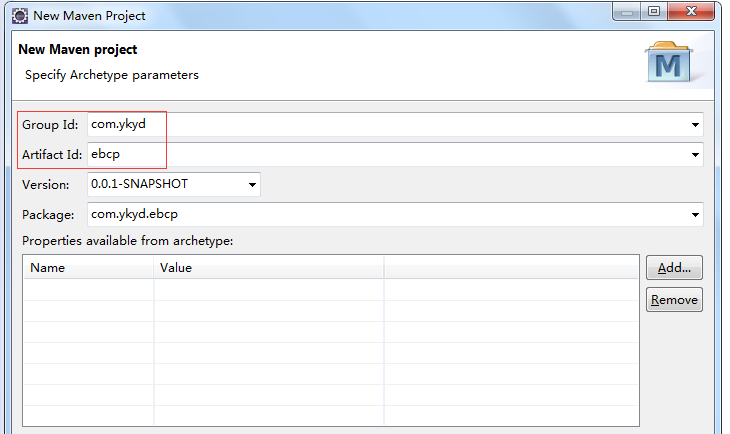 New Maven Project
New Maven project
Specify Archetype parameters
M
Group Id: com.ykyd
Artifact Id: ebcp
Version: 0.0.1-SNAPSHOT
Package: com.ykyd.ebcp
Properties available from archetype:
Name Value Add...
Remove